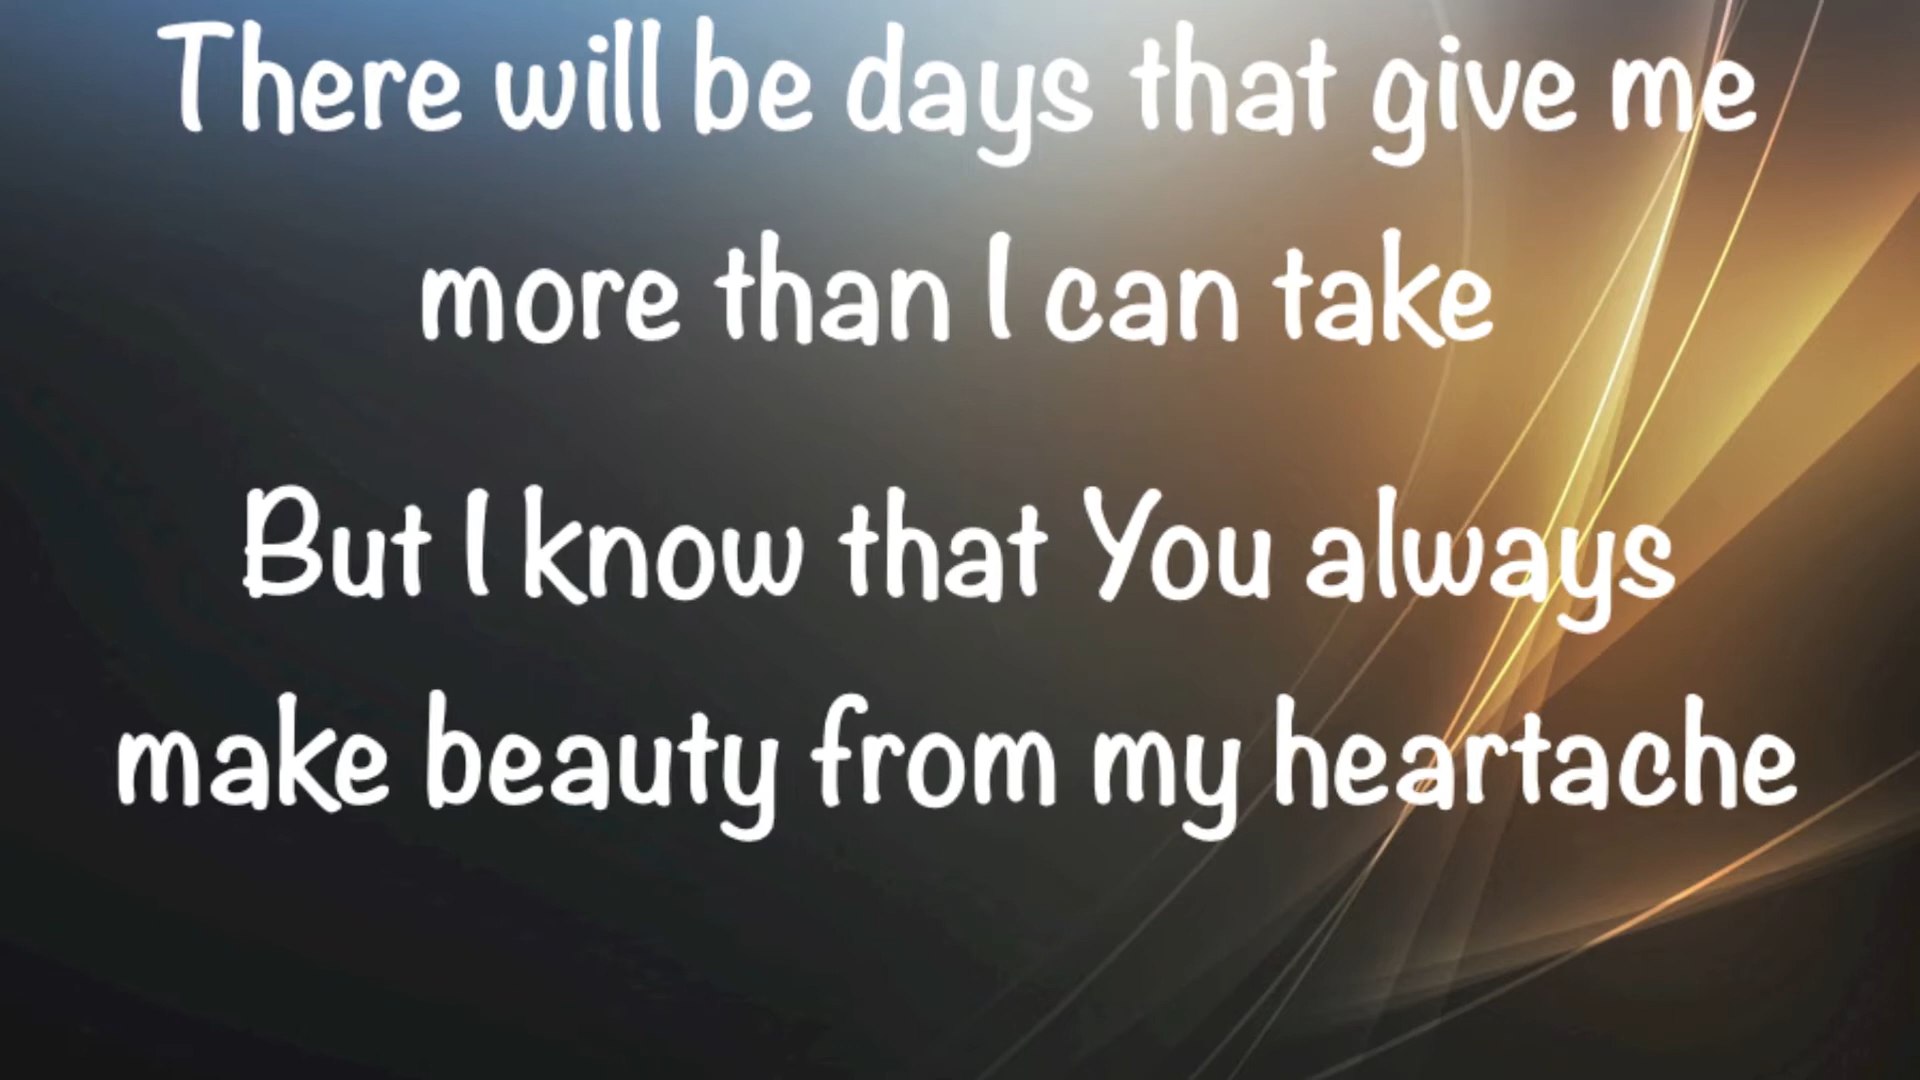 There will be days that give me
more than I can take
But I know that You always
make beauty from my heartache